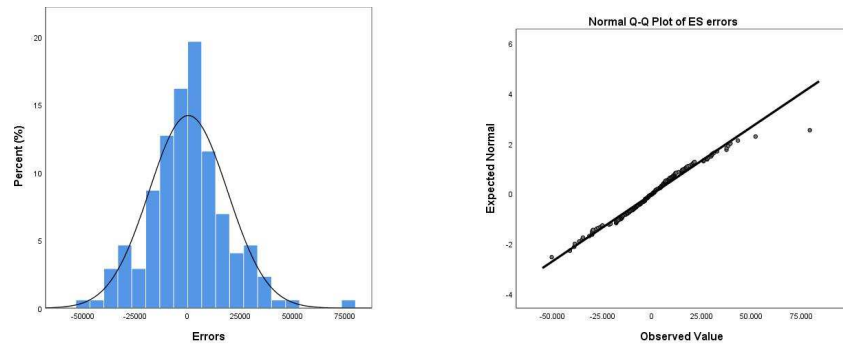 20
15
10
5
0
Percent (%)
-50000 -25000 0 25000 50000 75000
Errors
Normal Q-Q Plot of ES errors
6
4
2
0
-2
-4
Expected Normal
-50.000 -25.000 0 25.000 50.000 75.000
Observed Value